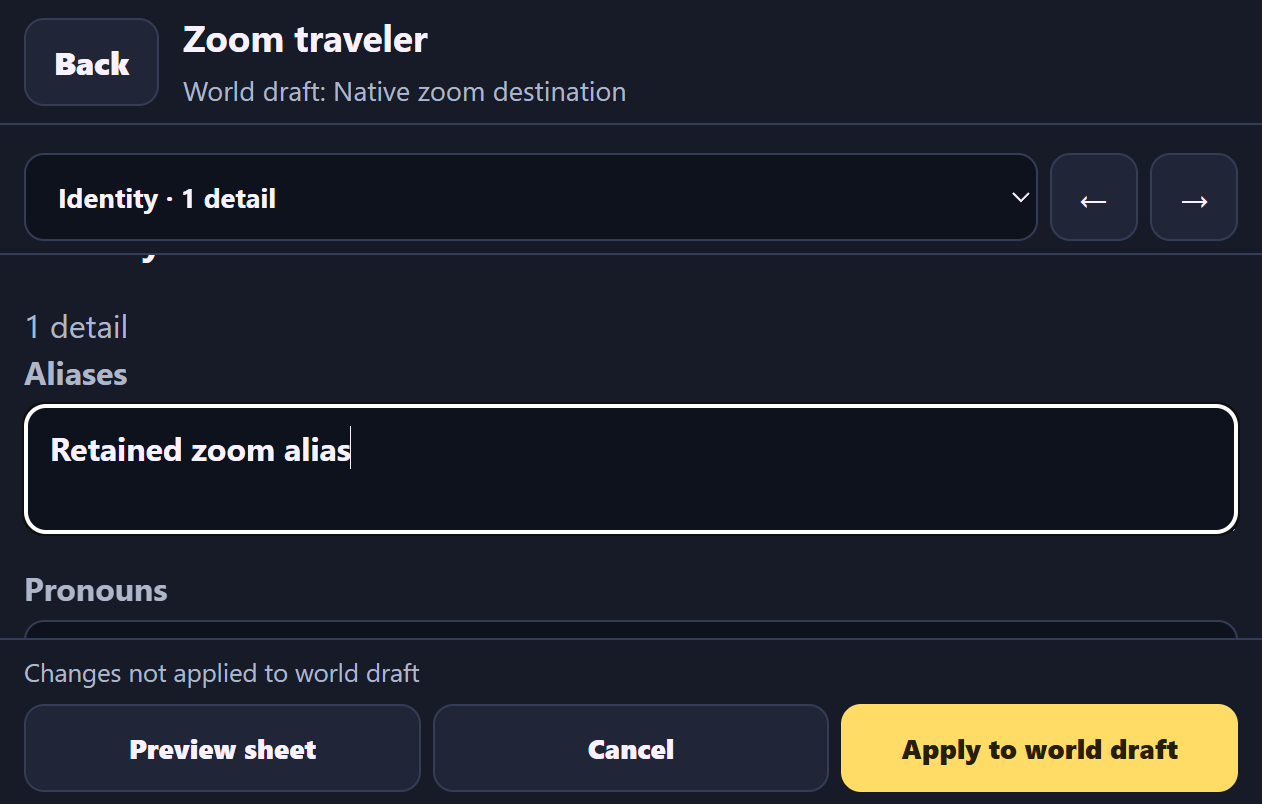 Back
Zoom traveler
World draft: Native zoom destination
Identity · 1 detail
←
→
1 detail
Aliases
Retained zoom alias
Pronouns
Changes not applied to world draft
Preview sheet
Cancel
Apply to world draft